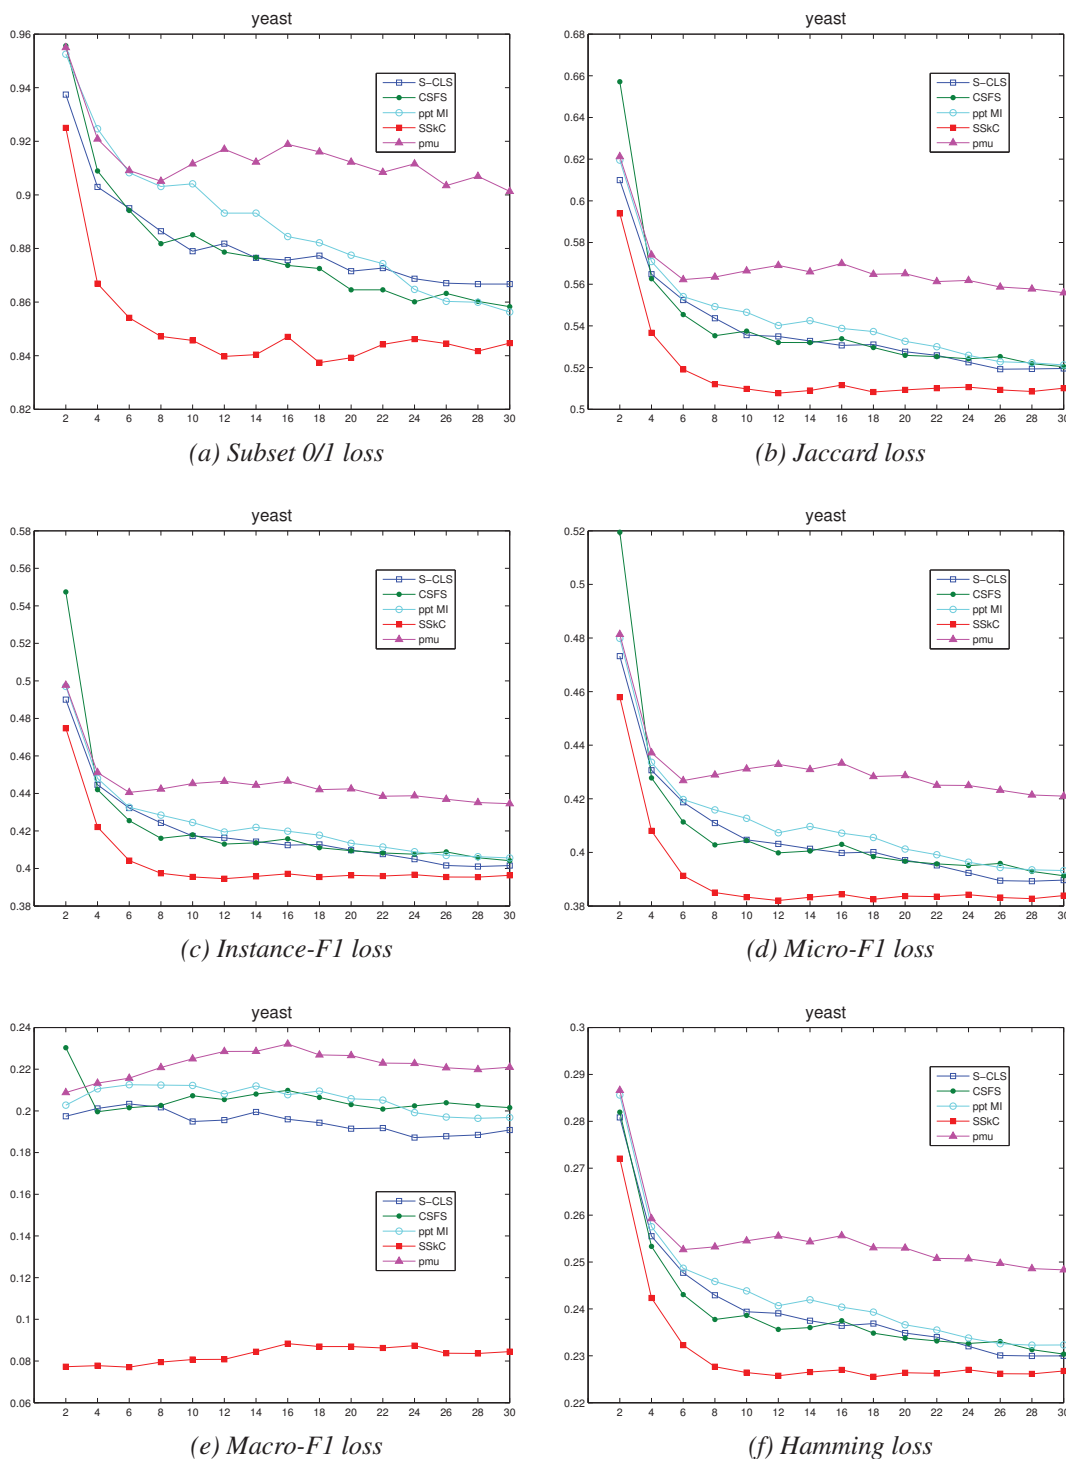 yeast
0.96
0.94
0.92
0.9
0.88
0.86
0.84
0.82
2 4 6 8 10 12 14 16 18 20 22 24 26 28 30
S-CLS
CSFS
ppt MI
SSkC
pmu
(a) Subset 0/1 loss
yeast
0.68
0.66
0.64
0.62
0.6
0.58
0.56
0.54
0.52
0.5
2 4 6 8 10 12 14 16 18 20 22 24 26 28 30
S-CLS
CSFS
ppt MI
SSkC
pmu
(b) Jaccard loss
yeast
0.58
0.56
0.54
0.52
0.5
0.48
0.46
0.44
0.42
0.4
0.38
2 4 6 8 10 12 14 16 18 20 22 24 26 28 30
S-CLS
CSFS
ppt MI
SSkC
pmu
(c) Instance-F1 loss
yeast
0.52
0.5
0.48
0.46
0.44
0.42
0.4
0.38
2 4 6 8 10 12 14 16 18 20 22 24 26 28 30
S-CLS
CSFS
ppt MI
SSkC
pmu
(d) Micro-F1 loss
yeast
0.24
0.22
0.2
0.18
0.16
0.14
0.12
0.1
0.08
0.06
2 4 6 8 10 12 14 16 18 20 22 24 26 28 30
S-CLS
CSFS
ppt MI
SSkC
pmu
(e) Macro-F1 loss
yeast
0.3
0.29
0.28
0.27
0.26
0.25
0.24
0.23
0.22
2 4 6 8 10 12 14 16 18 20 22 24 26 28 30
S-CLS
CSFS
ppt MI
SSkC
pmu
(f) Hamming loss